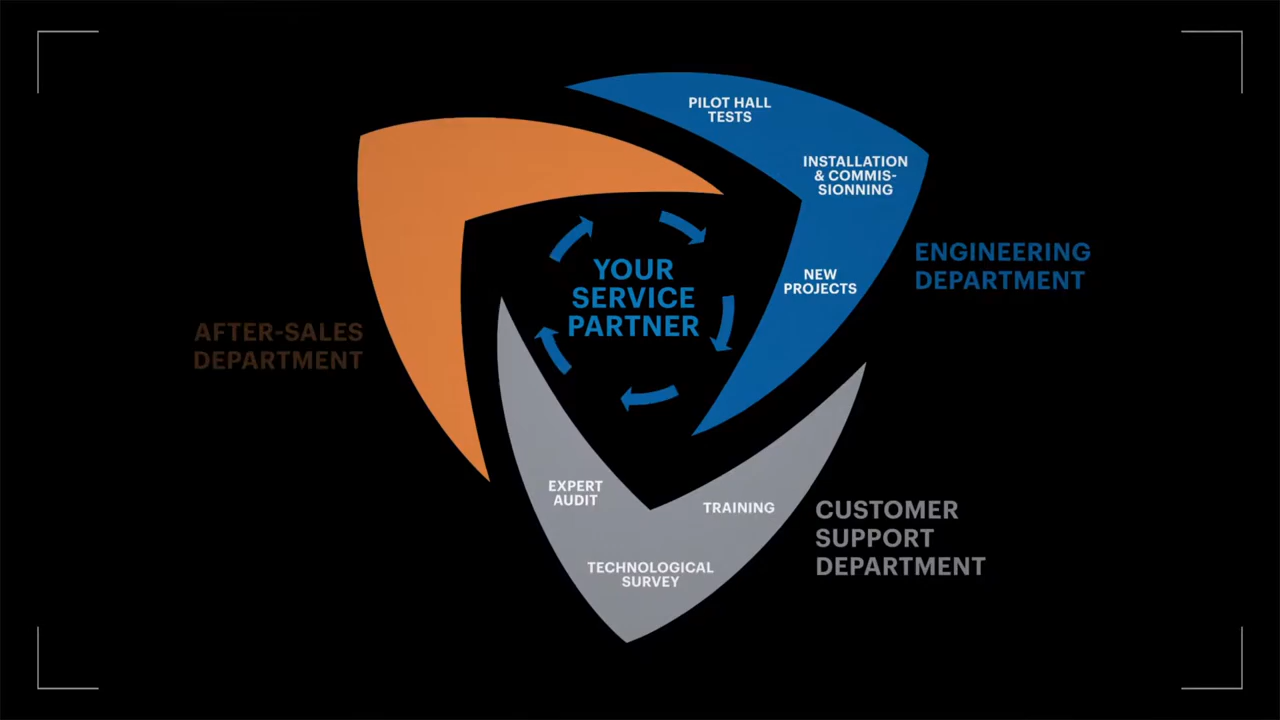 PILOT HALL
TESTS
INSTALLATION
& COMMIS-
SIONNING
NEW
PROJECTS
ENGINEERING
DEPARTMENT
YOUR
SERVICE
PARTNER
AFTER-SALES
DEPARTMENT
EXPERT
AUDIT
TRAINING
TECHNOLOGICAL
SURVEY
CUSTOMER
SUPPORT
DEPARTMENT